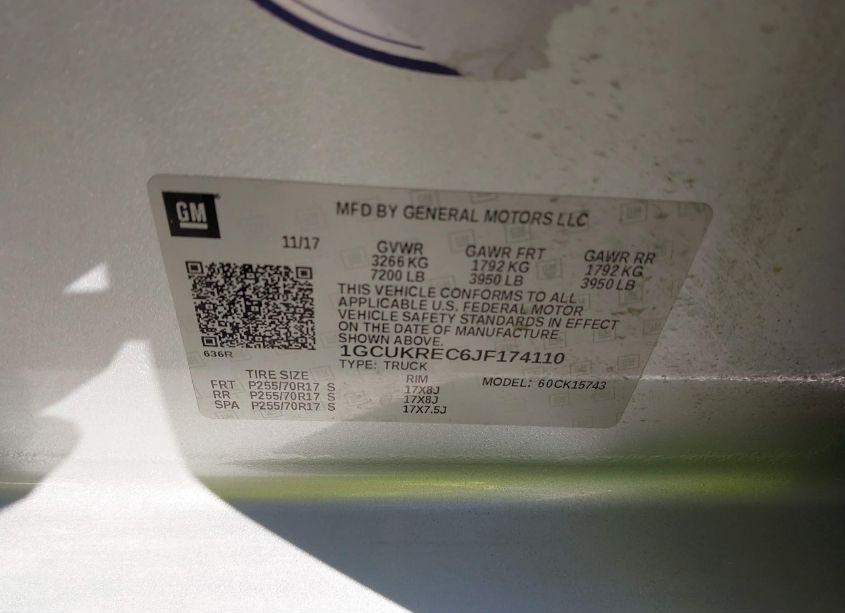 GM
MFD BY GENERAL MOTORS LLC
11/17 GVWR GAWR FRT GAWR RR
3266 KG 1792 KG 1792 KG
7200 LB 3950 LB 3950 LB
THIS VEHICLE CONFORMS TO ALL
APPLICABLE U.S. FEDERAL MOTOR
VEHICLE SAFETY STANDARDS IN EFFECT
ON THE DATE OF MANUFACTURE
SHOWN ABOVE.
636R
1GCUKREC6JF174110
TYPE: TRUCK
MODEL: 60CK15743
TIRE SIZE RIM
FRT P255/70R17 S 17X8J
RR P255/70R17 S 17X8J
SPA P255/70R17 S 17X7.5J